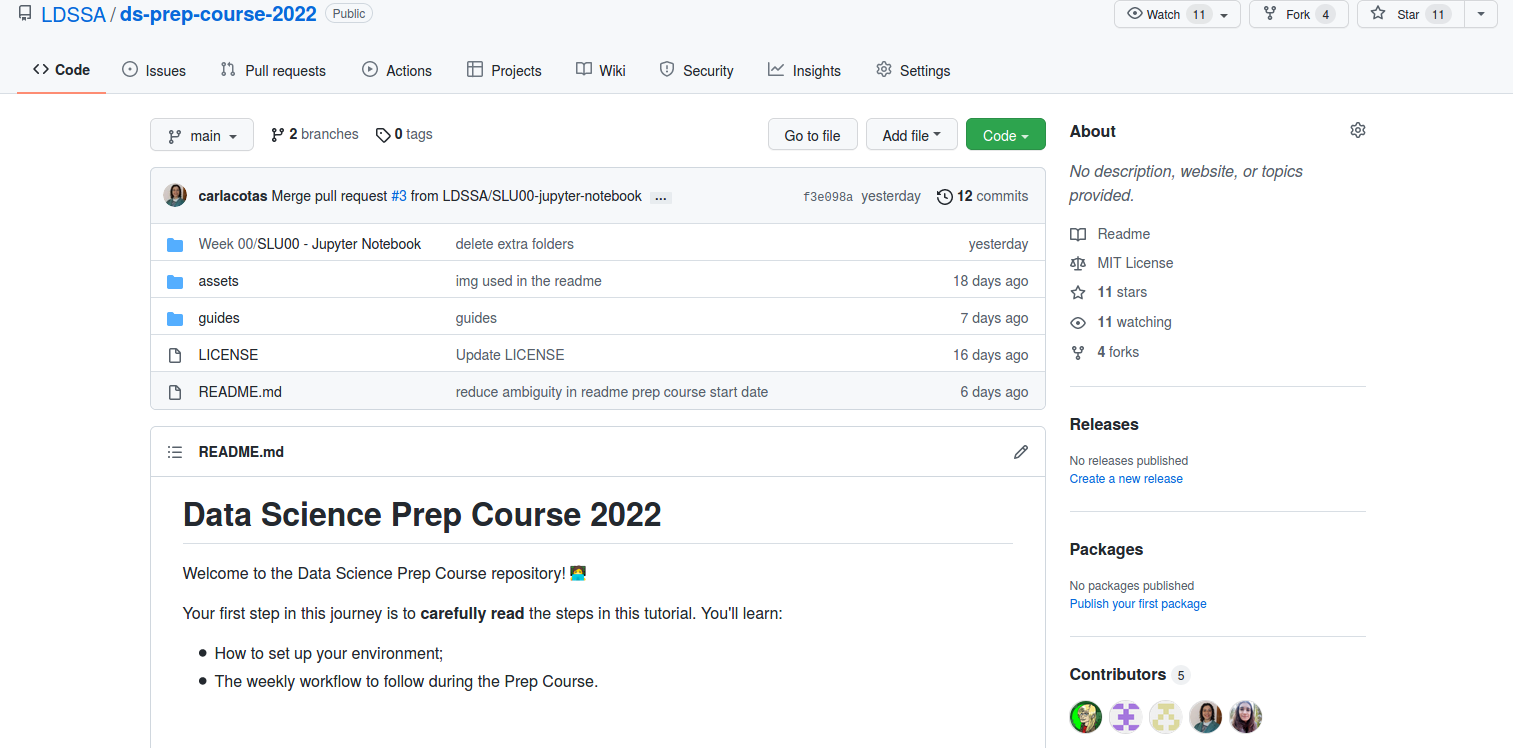 LDSSA / ds-prep-course-2022 Public Watch 11 Fork 4 Star 11
Code Issues Pull requests Actions Projects Wiki Security Insights Settings
main 2 branches 0 tags Go to file Add file Code
carlacotas Merge pull request #3 from LDSSA/SLU00-jupyter-notebook ... f3e098a yesterday 12 commits
Week 00/SLU00 - Jupyter Notebook delete extra folders yesterday
assets img used in the readme 18 days ago
guides guides 7 days ago
LICENSE Update LICENSE 16 days ago
README.md reduce ambiguity in readme prep course start date 6 days ago
README.md
Data Science Prep Course 2022
Welcome to the Data Science Prep Course repository! 🧑‍💻
Your first step in this journey is to carefully read the steps in this tutorial. You'll learn:
How to set up your environment;
The weekly workflow to follow during the Prep Course.
About
No description, website, or topics
provided.
Readme
MIT License
11 stars
11 watching
4 forks
Releases
No releases published
Create a new release
Packages
No packages published
Publish your first package
Contributors 5